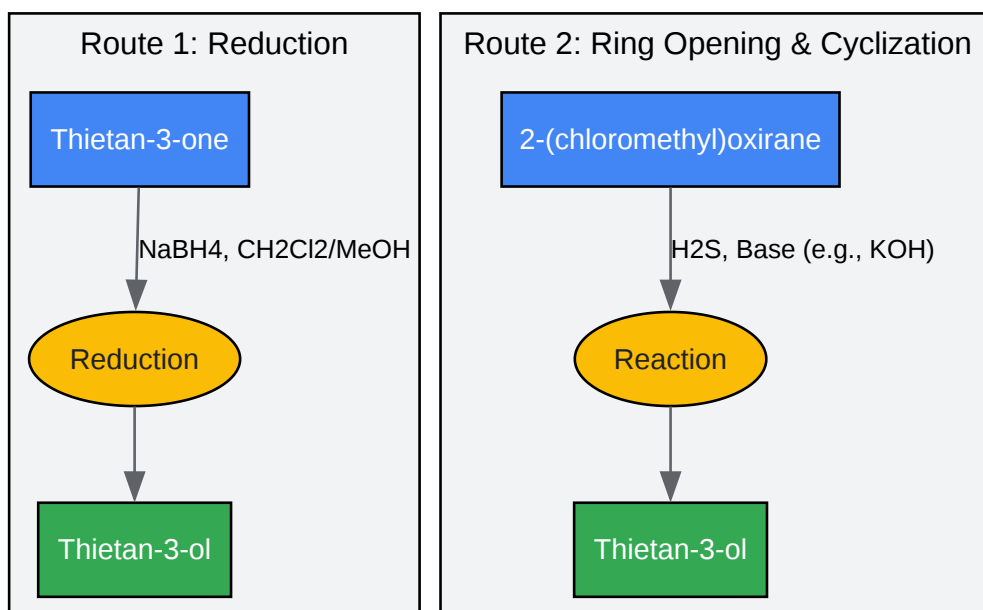 Route 1: Reduction
Thietan-3-one
NaBH4, CH2Cl2/MeOH
Reduction
Thietan-3-ol
Route 2: Ring Opening & Cyclization
2-(chloromethyl)oxirane
H2S, Base (e.g., KOH)
Reaction
Thietan-3-ol